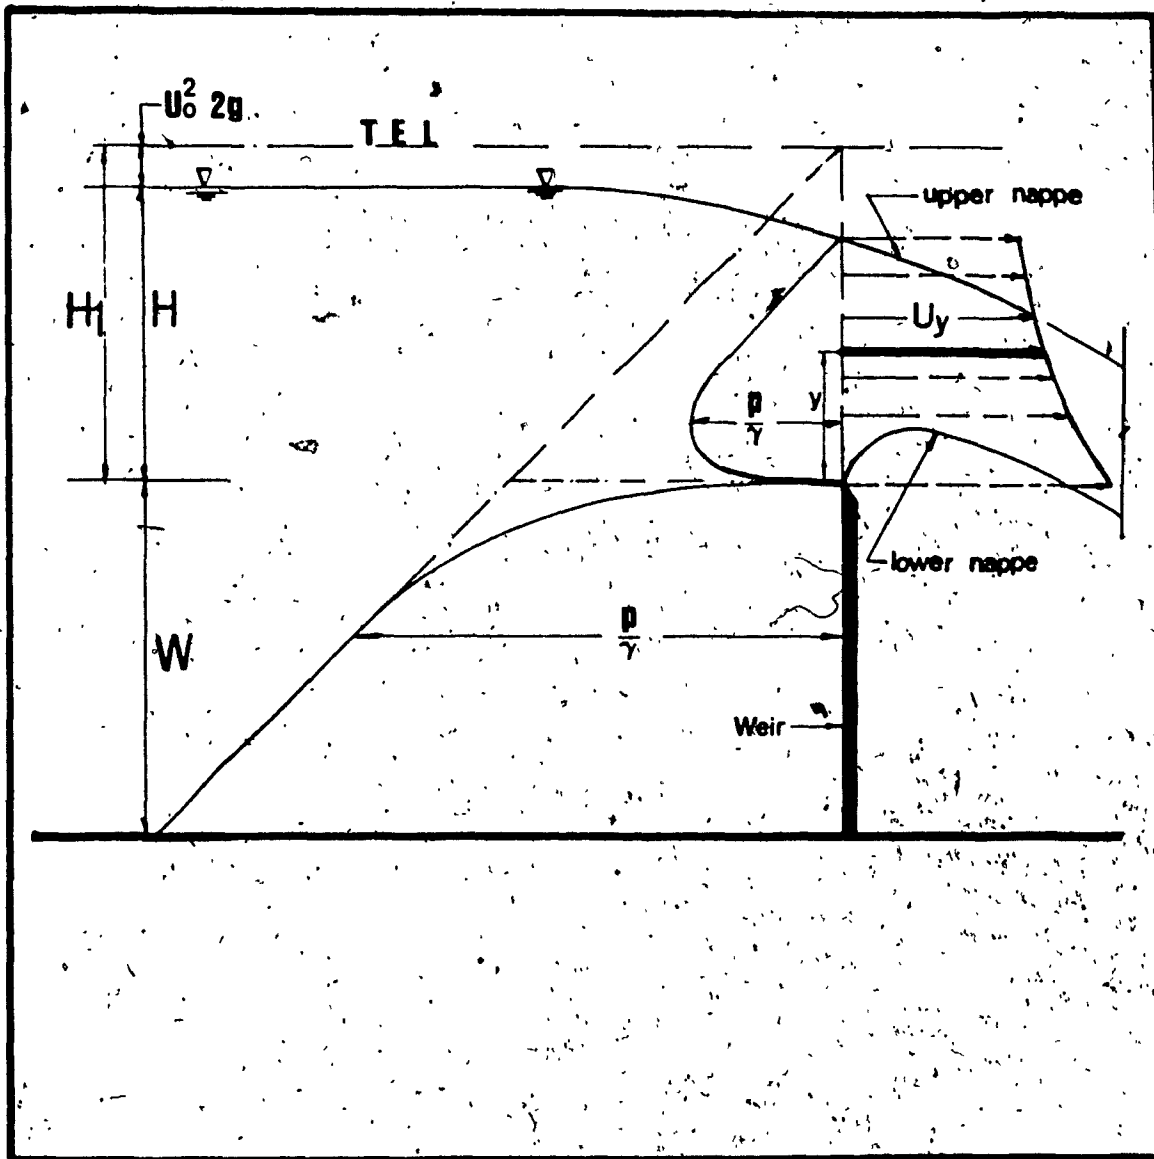 U₀² 2g
T E L
upper nappe
H₁ H
Uy
p/γ
y
lower nappe
p/γ
W
Weir